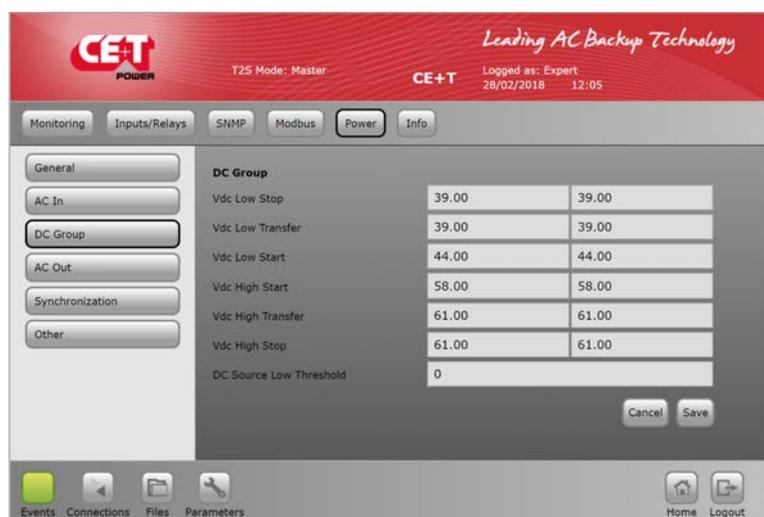 Leading AC Backup Technology
CE+T
POWER
T2S Mode: Master
CE+T
Logged as: Expert
28/02/2018 12:05
Monitoring Inputs/Relays SNMP Modbus Power Info
General
AC In
DC Group
AC Out
Synchronization
Other
DC Group
Vdc Low Stop 39.00 39.00
Vdc Low Transfer 39.00 39.00
Vdc Low Start 44.00 44.00
Vdc High Start 58.00 58.00
Vdc High Transfer 61.00 61.00
Vdc High Stop 61.00 61.00
DC Source Low Threshold 0
Cancel Save
Events Connections Files Parameters Home Logout